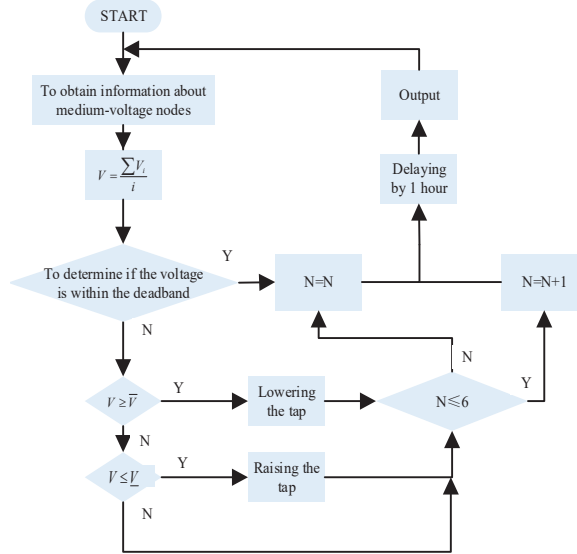 START
To obtain information about
medium-voltage nodes
Output
V = ∑V_i / i
Delaying
by 1 hour
To determine if the voltage
is within the deadband
Y
N=N
N=N+1
N
N
Y
V ≥ V̅
Y
Lowering
the tap
N≤6
N
V ≤ V̲
Y
Raising the
tap
N